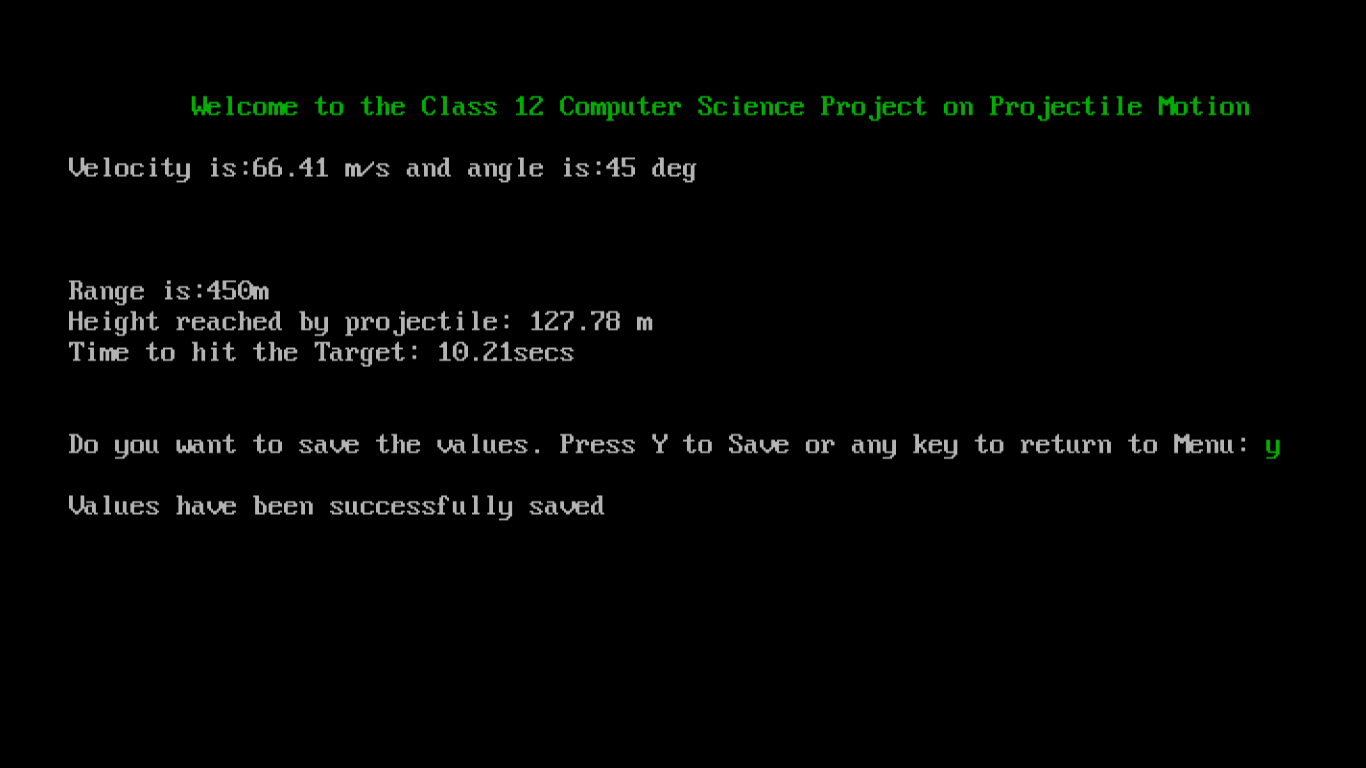 Welcome to the Class 12 Computer Science Project on Projectile Motion
Velocity is:66.41 m/s and angle is:45 deg
Range is:450m
Height reached by projectile: 127.78 m
Time to hit the Target: 10.21secs
Do you want to save the values. Press Y to Save or any key to return to Menu: y
Values have been successfully saved